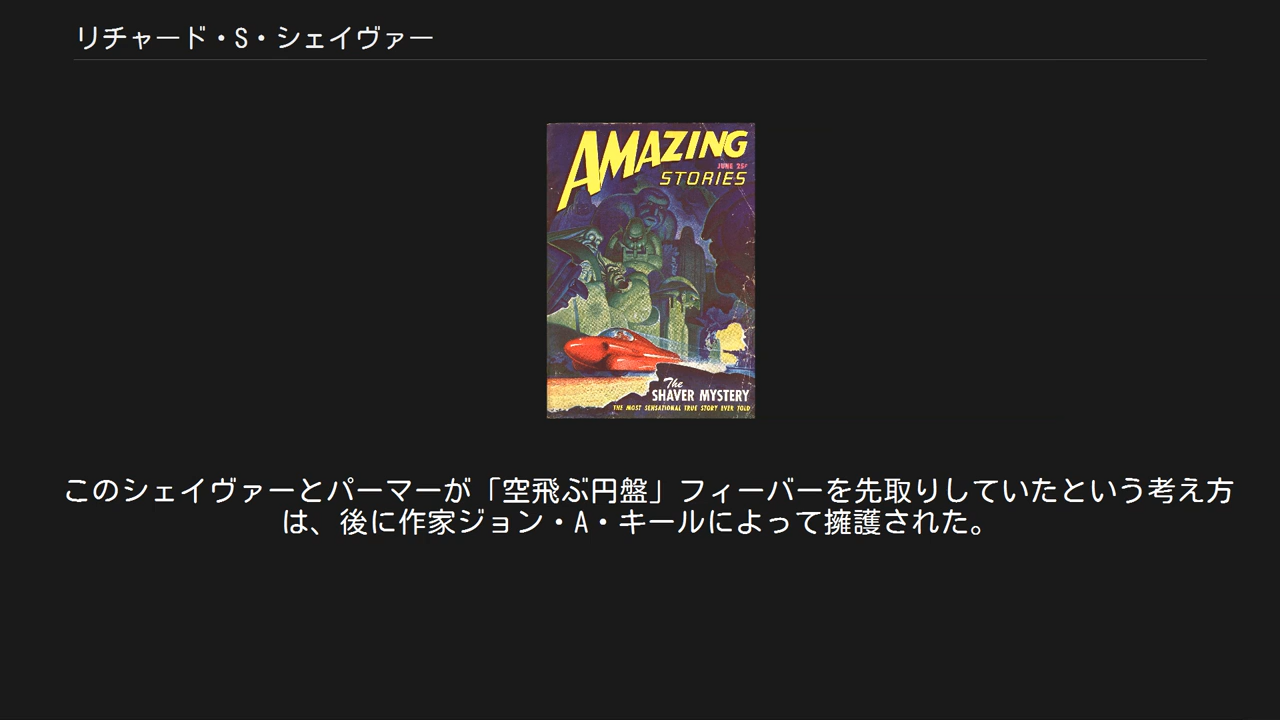 リチャード・S・シェイヴァー
AMAZING
JUNE 25¢
STORIES
The
SHAVER MYSTERY
THE MOST SENSATIONAL TRUE STORY EVER TOLD
このシェイヴァーとパーマーが「空飛ぶ円盤」フィーバーを先取りしていたという考え方
は、後に作家ジョン・A・キールによって擁護された。